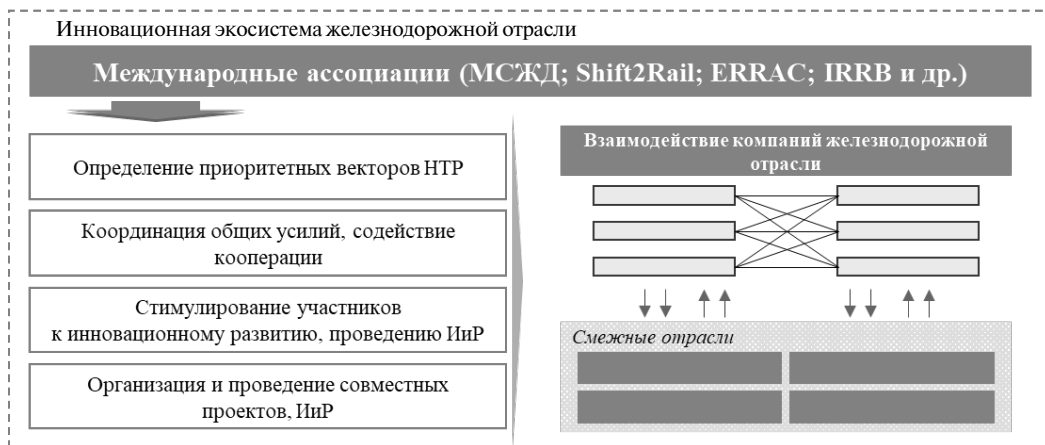 Инновационная экосистема железнодорожной отрасли
Международные ассоциации (МСЖД; Shift2Rail; ERRAC; IRRB и др.)
Определение приоритетных векторов НТР
Координация общих усилий, содействие
кооперации
Стимулирование участников
к инновационному развитию, проведению ИиР
Организация и проведение совместных
проектов, ИиР
Взаимодействие компаний железнодорожной
отрасли
Смежные отрасли